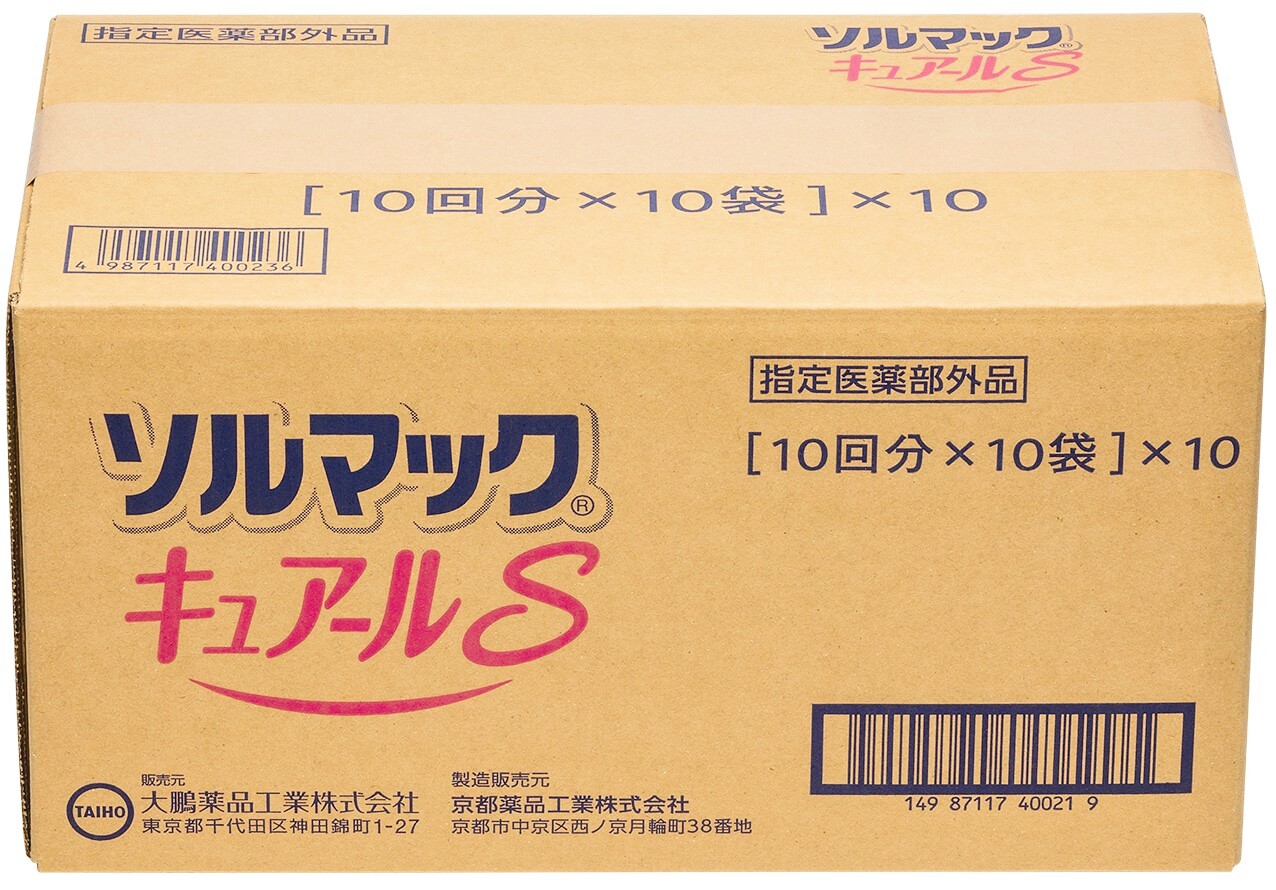 指定医薬部外品
ソルマック®
キュアールS
[10回分×10袋]×10
4 987117 400236
指定医薬部外品
[10回分×10袋]×10
ソルマック®
キュアールS
149 87117 40021 9
TAIHO
販売元
大鵬薬品工業株式会社
東京都千代田区神田錦町1-27
製造販売元
京都薬品工業株式会社
京都市中京区西ノ京月輪町38番地